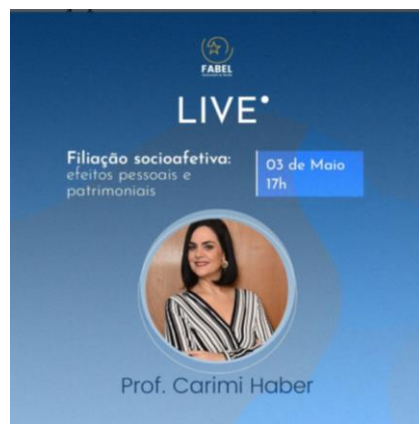 FABEL
LIVE
Filiação socioafetiva:
efeitos pessoais e
patrimoniais
03 de Maio
17h
Prof. Carimi Haber